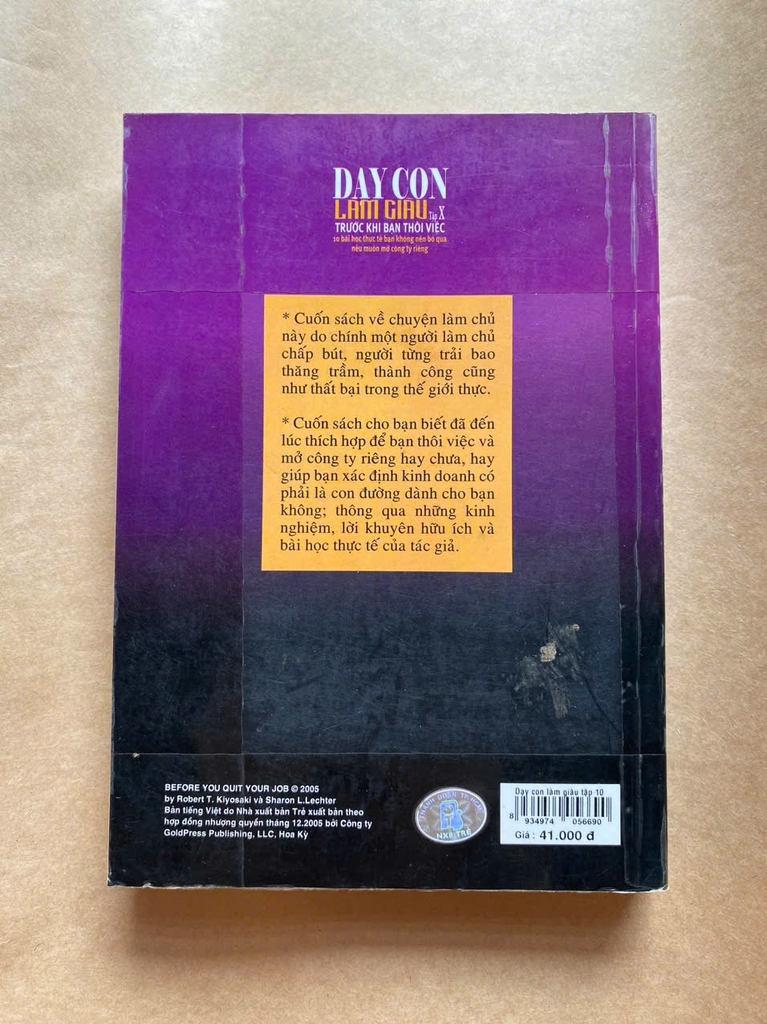 DẠY CON
LÀM GIÀU Tập X
TRƯỚC KHI BẠN THÔI VIỆC
10 bài học thực tế bạn không nên bỏ qua
nếu muốn mở công ty riêng
* Cuốn sách về chuyện làm chủ
này do chính một người làm chủ
chấp bút, người từng trải bao
thăng trầm, thành công cũng
như thất bại trong thế giới thực.
* Cuốn sách cho bạn biết đã đến
lúc thích hợp để bạn thôi việc và
mở công ty riêng hay chưa, hay
giúp bạn xác định kinh doanh có
phải là con đường dành cho bạn
không; thông qua những kinh
nghiệm, lời khuyên hữu ích và
bài học thực tế của tác giả.
BEFORE YOU QUIT YOUR JOB © 2005
by Robert T. Kiyosaki và Sharon L.Lechter
Bản tiếng Việt do Nhà xuất bản Trẻ xuất bản theo
hợp đồng nhượng quyền tháng 12.2005 bởi Công ty
GoldPress Publishing, LLC, Hoa Kỳ
NXB TRẺ
Dạy con làm giàu tập 10
8 934974 056690
Giá : 41.000 đ